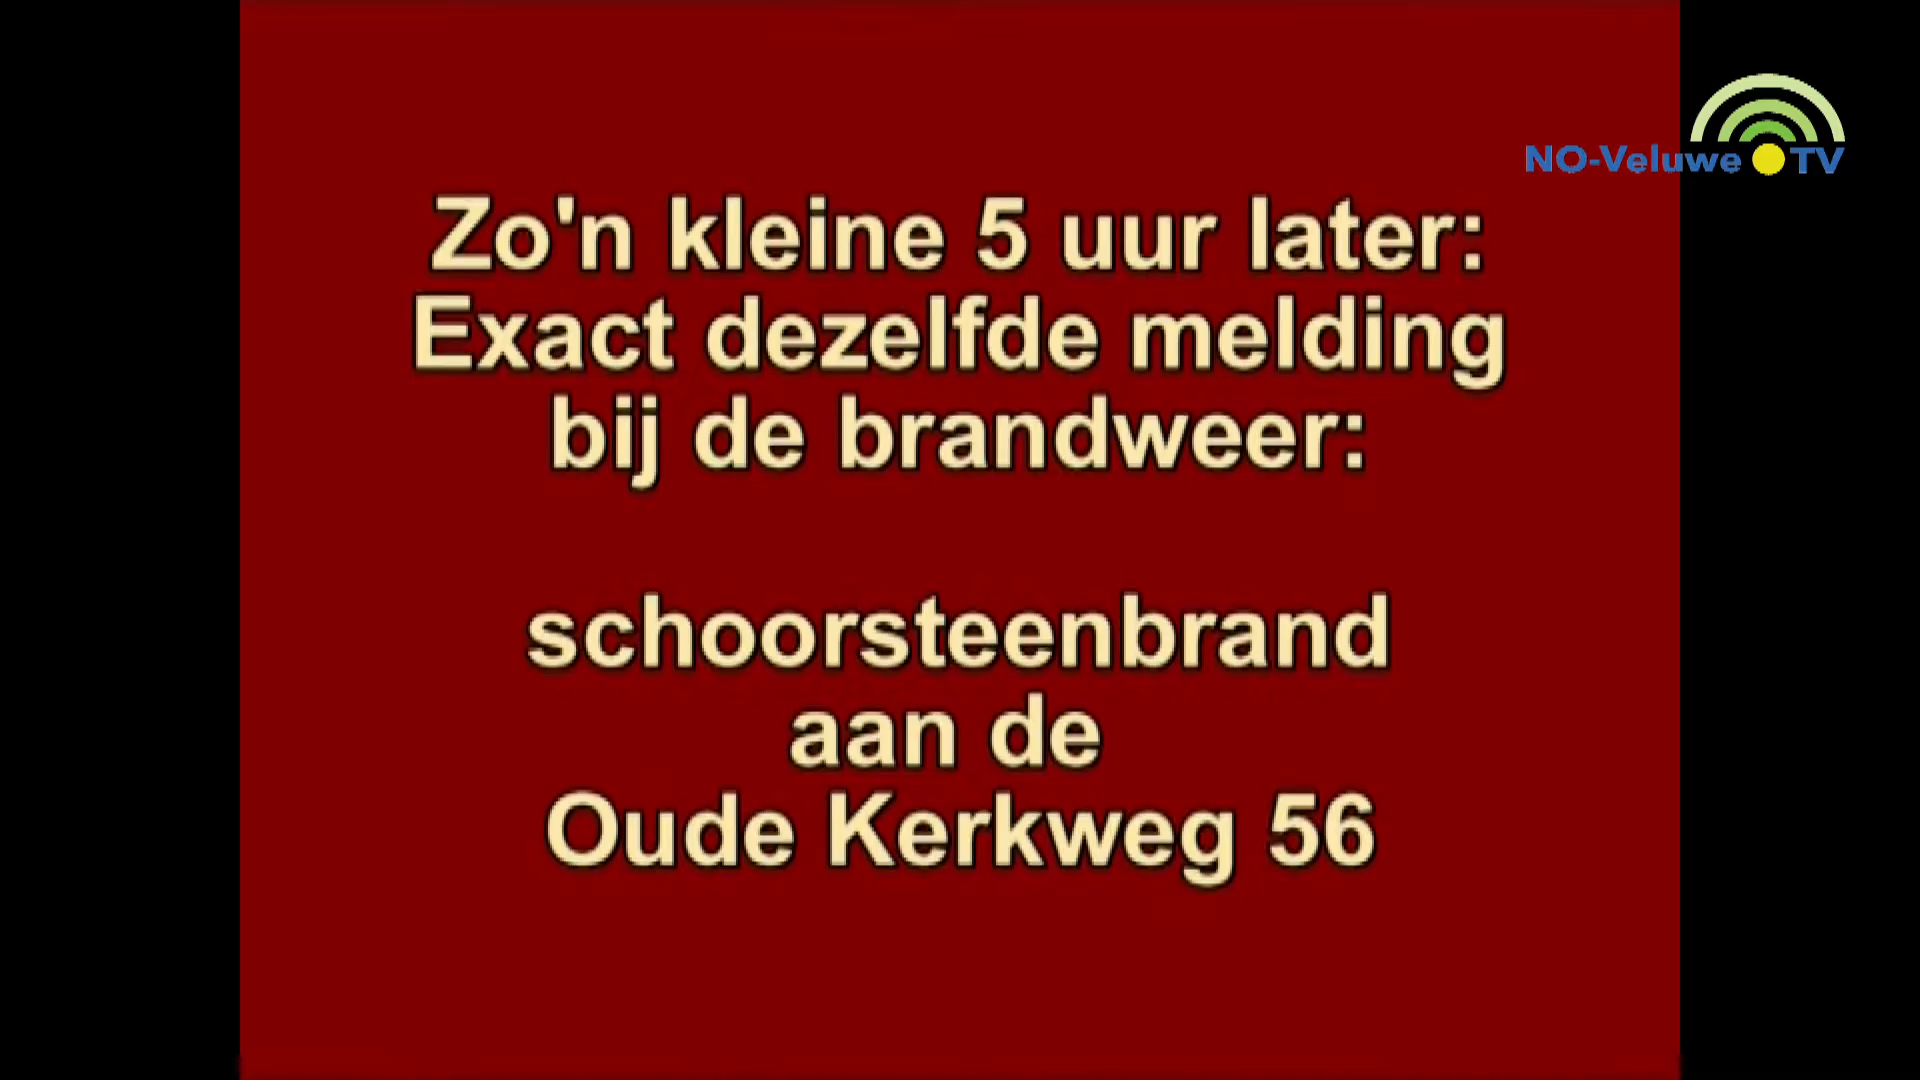 NO-Veluwe TV
Zo'n kleine 5 uur later:
Exact dezelfde melding
bij de brandweer:
schoorsteenbrand
aan de
Oude Kerkweg 56